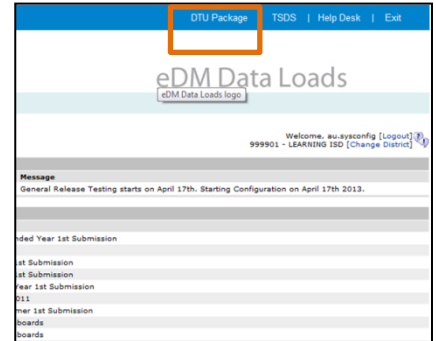 DTU Package TSDS | Help Desk | Exit
eDM Data Loads
eDM Data Loads logo
Welcome, au.sysconfig [Logout]
999901 - LEARNING ISD [Change District]
Message
General Release Testing starts on April 17th. Starting Configuration on April 17th 2013.
nded Year 1st Submission
1st Submission
1st Submission
Year 1st Submission
011
mer 1st Submission
boards
boards